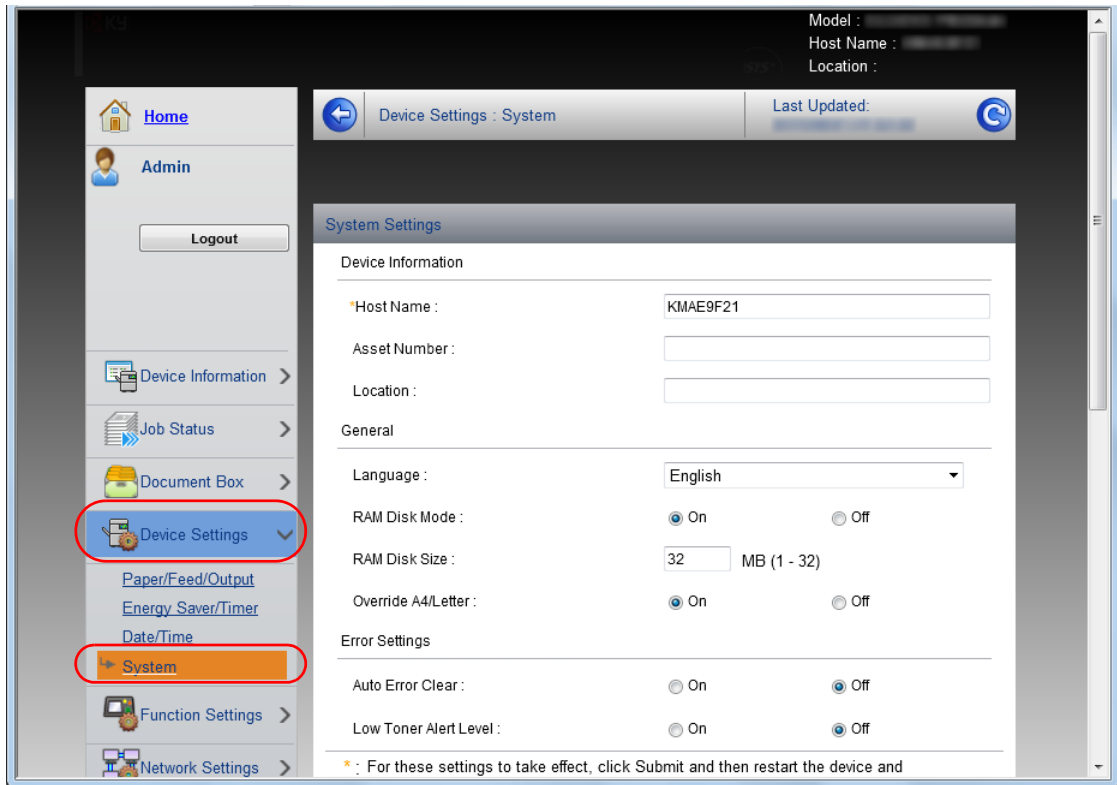 Model :
Host Name :
Location :
Home
Device Settings : System
Last Updated:
Admin
Logout
System Settings
Device Information
*Host Name : KMAE9F21
Asset Number :
Location :
General
Language : English
RAM Disk Mode : On Off
RAM Disk Size : 32 MB (1 - 32)
Override A4/Letter : On Off
Error Settings
Auto Error Clear : On Off
Low Toner Alert Level : On Off
* : For these settings to take effect, click Submit and then restart the device and
Device Information
Job Status
Document Box
Device Settings
Paper/Feed/Output
Energy Saver/Timer
Date/Time
System
Function Settings
Network Settings